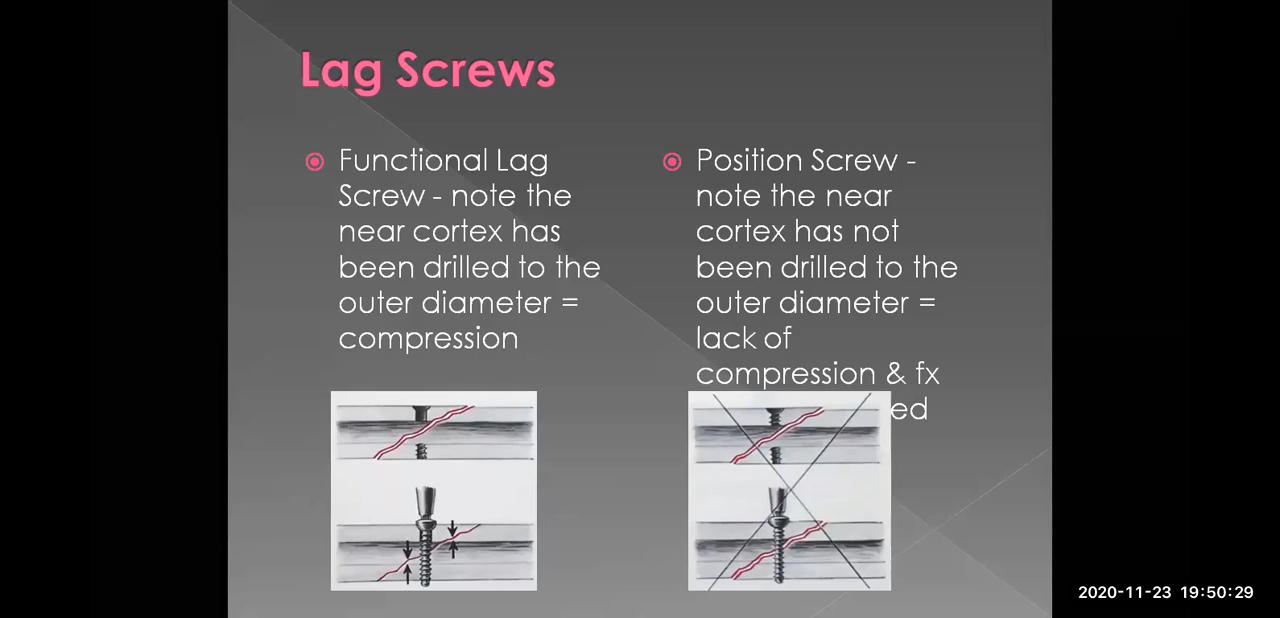 Lag Screws
Functional Lag
Screw - note the
near cortex has
been drilled to the
outer diameter =
compression
Position Screw -
note the near
cortex has not
been drilled to the
outer diameter =
lack of
compression & fx
ed
2020-11-23 19:50:29